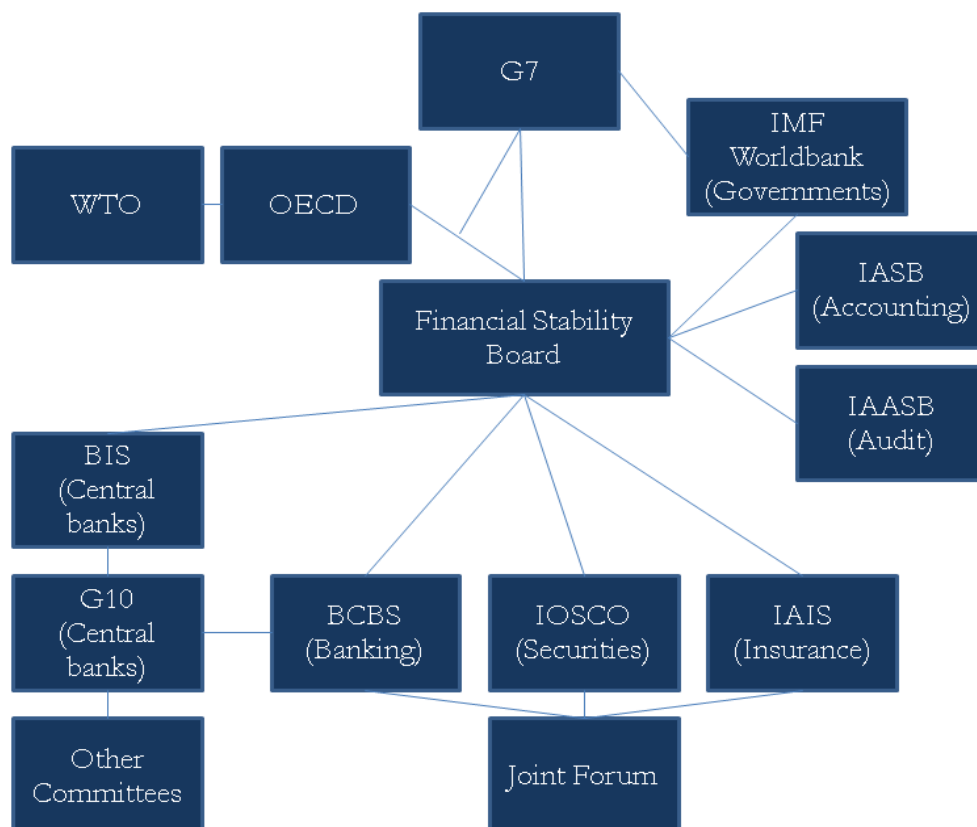 G7
IMF
Worldbank
(Governments)
WTO
OECD
IASB
(Accounting)
Financial Stability
Board
IAASB
(Audit)
BIS
(Central
banks)
G10
(Central
banks)
BCBS
(Banking)
IOSCO
(Securities)
IAIS
(Insurance)
Other
Committees
Joint Forum